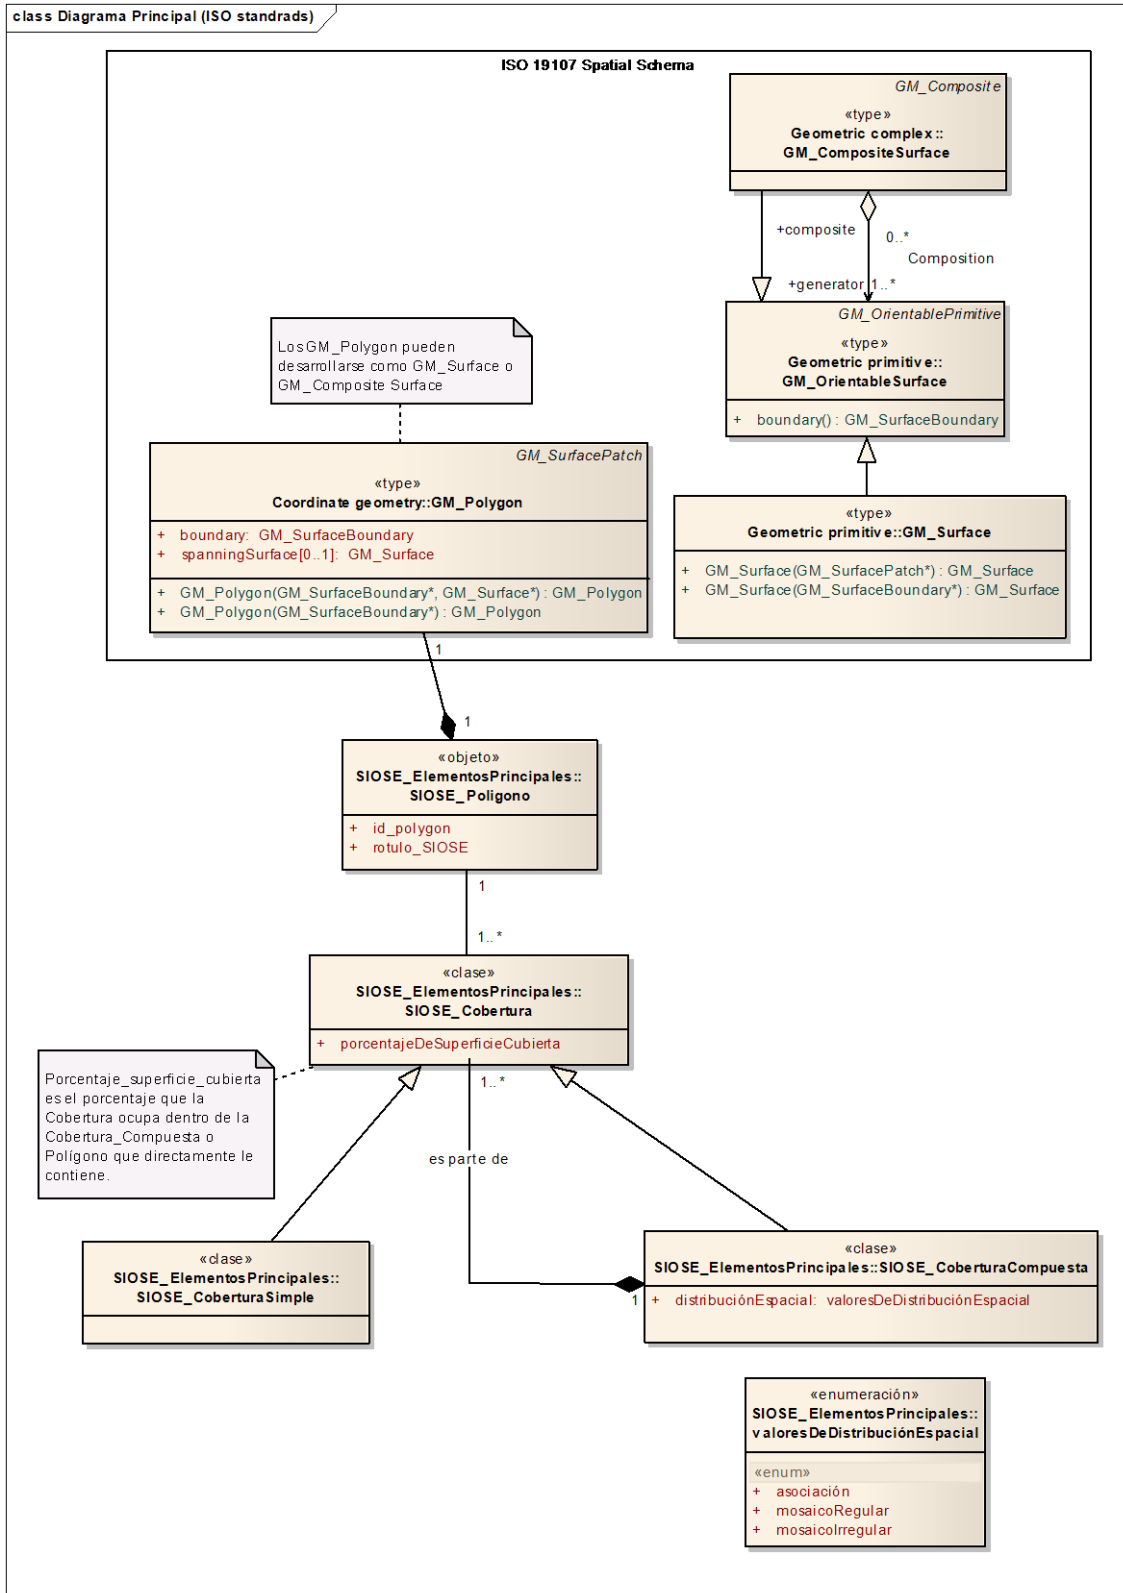 class Diagrama Principal (ISO standrads)
ISO 19107 Spatial Schema
GM_Composite
«type»
Geometric complex::
GM_CompositeSurface
+composite
0..*
Composition
+generator
1..*
GM_OrientablePrimitive
«type»
Geometric primitive::
GM_OrientableSurface
+ boundary() : GM_SurfaceBoundary
Los GM_Polygon pueden
desarrollarse como GM_Surface o
GM_Composite Surface
GM_SurfacePatch
«type»
Coordinate geometry::GM_Polygon
+ boundary: GM_SurfaceBoundary
+ spanningSurface[0..1]: GM_Surface
+ GM_Polygon(GM_SurfaceBoundary*, GM_Surface*) : GM_Polygon
+ GM_Polygon(GM_SurfaceBoundary*) : GM_Polygon
«type»
Geometric primitive::GM_Surface
+ GM_Surface(GM_SurfacePatch*) : GM_Surface
+ GM_Surface(GM_SurfaceBoundary*) : GM_Surface
1
1
«objeto»
SIOSE_ElementosPrincipales::
SIOSE_Poligono
+ id_polygon
+ rotulo_SIOSE
1
1..*
«clase»
SIOSE_ElementosPrincipales::
SIOSE_Cobertura
+ porcentajeDeSuperficieCubierta
Porcentaje_superficie_cubierta
es el porcentaje que la
Cobertura ocupa dentro de la
Cobertura_Compuesta o
Polígono que directamente le
contiene.
1..*
es parte de
1
«clase»
SIOSE_ElementosPrincipales::
SIOSE_CoberturaSimple
«clase»
SIOSE_ElementosPrincipales::SIOSE_CoberturaCompuesta
+ distribuciónEspacial: valoresDeDistribuciónEspacial
«enumeración»
SIOSE_ElementosPrincipales::
valoresDeDistribuciónEspacial
«enum»
+ asociación
+ mosaicoRegular
+ mosaicoIrregular